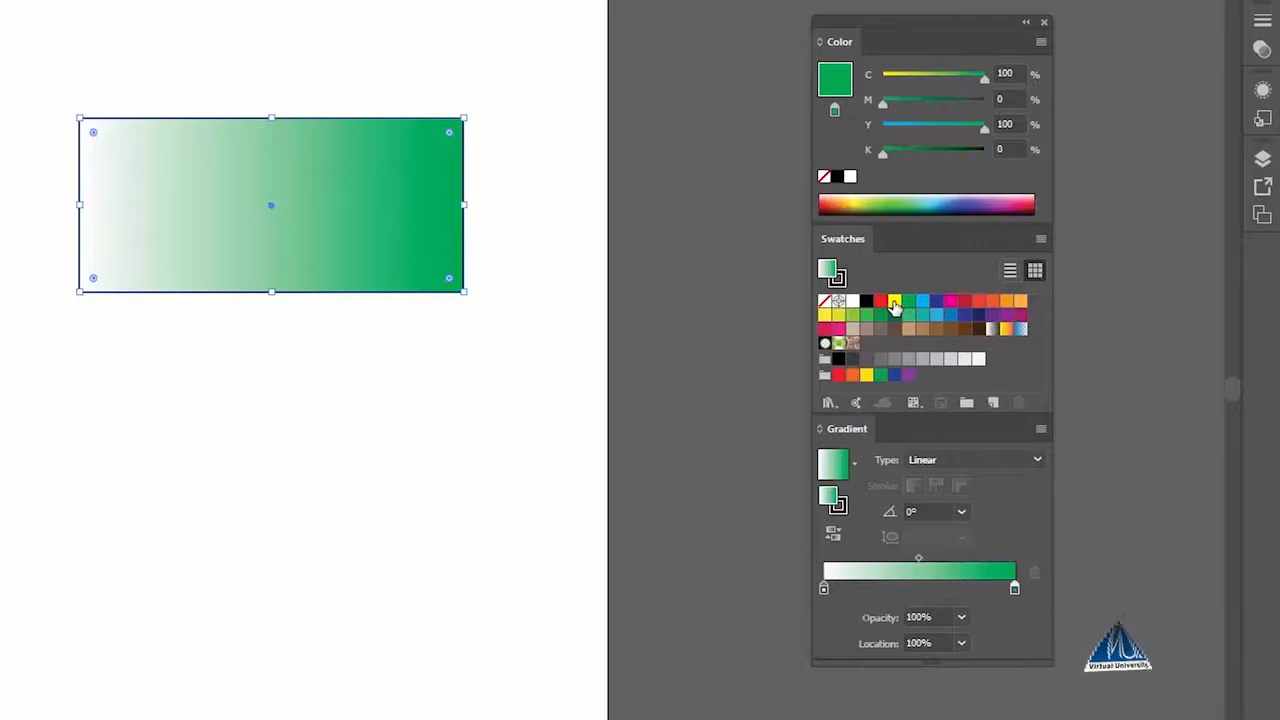 Color
C 100 %
M 0 %
Y 100 %
K 0 %
Swatches
Gradient
Type: Linear
Stroke:
0°
Opacity: 100%
Location: 100%
Virtual University